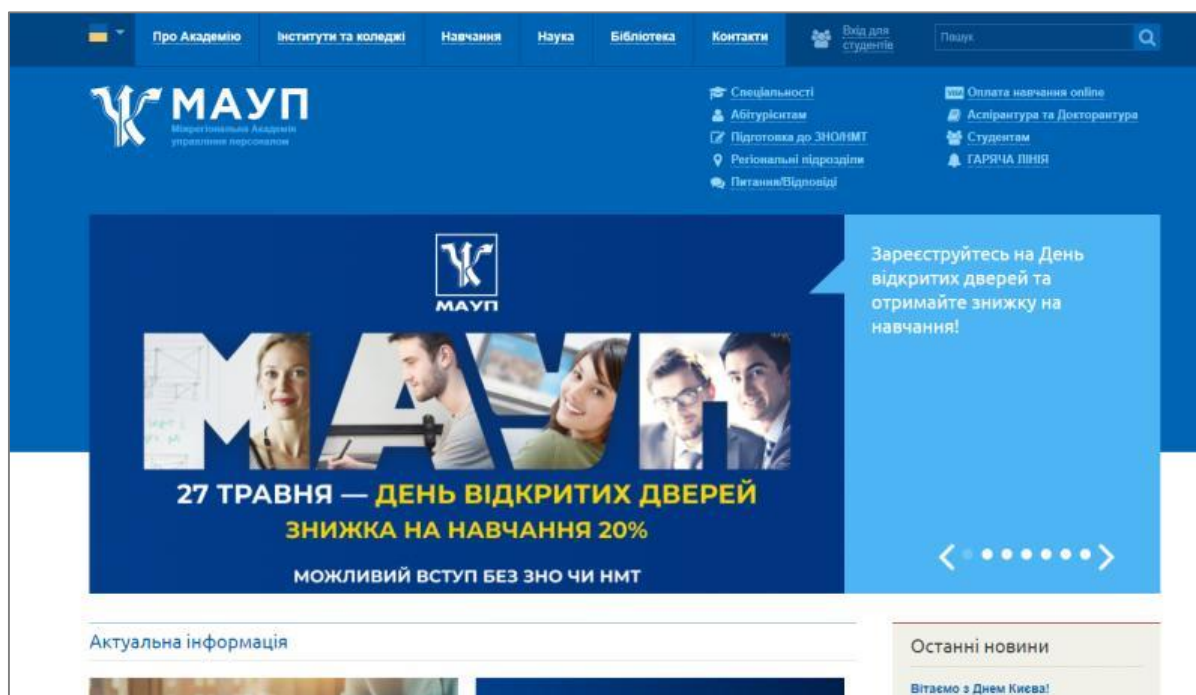 Про Академію
Інститути та коледжі
Навчання
Наука
Бібліотека
Контакти
Вхід для
студентів
Пошук
МАУП
Міжрегіональна Академія
управління персоналом
Спеціальності
Абітурієнтам
Підготовка до ЗНО/НМТ
Регіональні підрозділи
Питання/Відповіді
VISA Оплата навчання online
Аспірантура та Докторантура
Студентам
ГАРЯЧА ЛІНІЯ
МАУП
МАУП
27 ТРАВНЯ — ДЕНЬ ВІДКРИТИХ ДВЕРЕЙ
ЗНИЖКА НА НАВЧАННЯ 20%
МОЖЛИВИЙ ВСТУП БЕЗ ЗНО ЧИ НМТ
Зареєструйтесь на День
відкритих дверей та
отримайте знижку на
навчання!
Актуальна інформація
Останні новини
Вітаємо з Днем Києва!